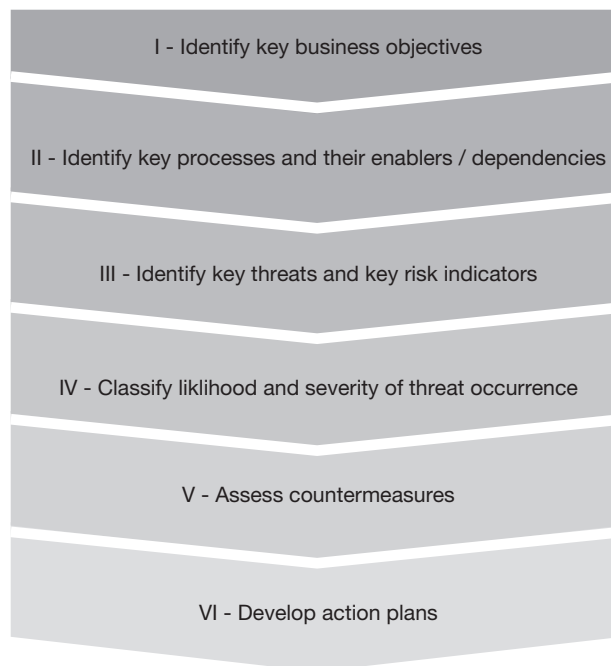 I - Identify key business objectives
II - Identify key processes and their enablers / dependencies
III - Identify key threats and key risk indicators
IV - Classify liklihood and severity of threat occurrence
V - Assess countermeasures
VI - Develop action plans